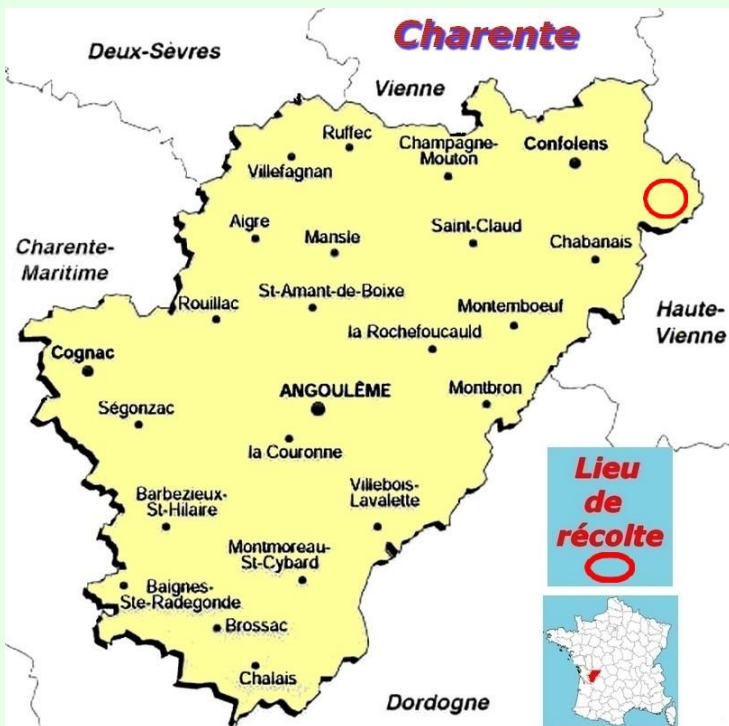 Charente
Deux-Sèvres
Vienne
Ruffec
Villefagnan
Champagne-
Mouton
Confolens
Aigre
Mansle
Saint-Claud
Chabanais
Charente-
Maritime
Rouillac
St-Amant-de-Boixe
Montemboeuf
la Rochefoucauld
Haute-
Vienne
Cognac
ANGOULÊME
Montbron
Ségonzac
la Couronne
Lieu
de
récolte
Barbezieux-
St-Hilaire
Villebois-
Lavalette
Montmoreau-
St-Cybard
Baignes-
Ste-Radegonde
Brossac
Chalais
Dordogne